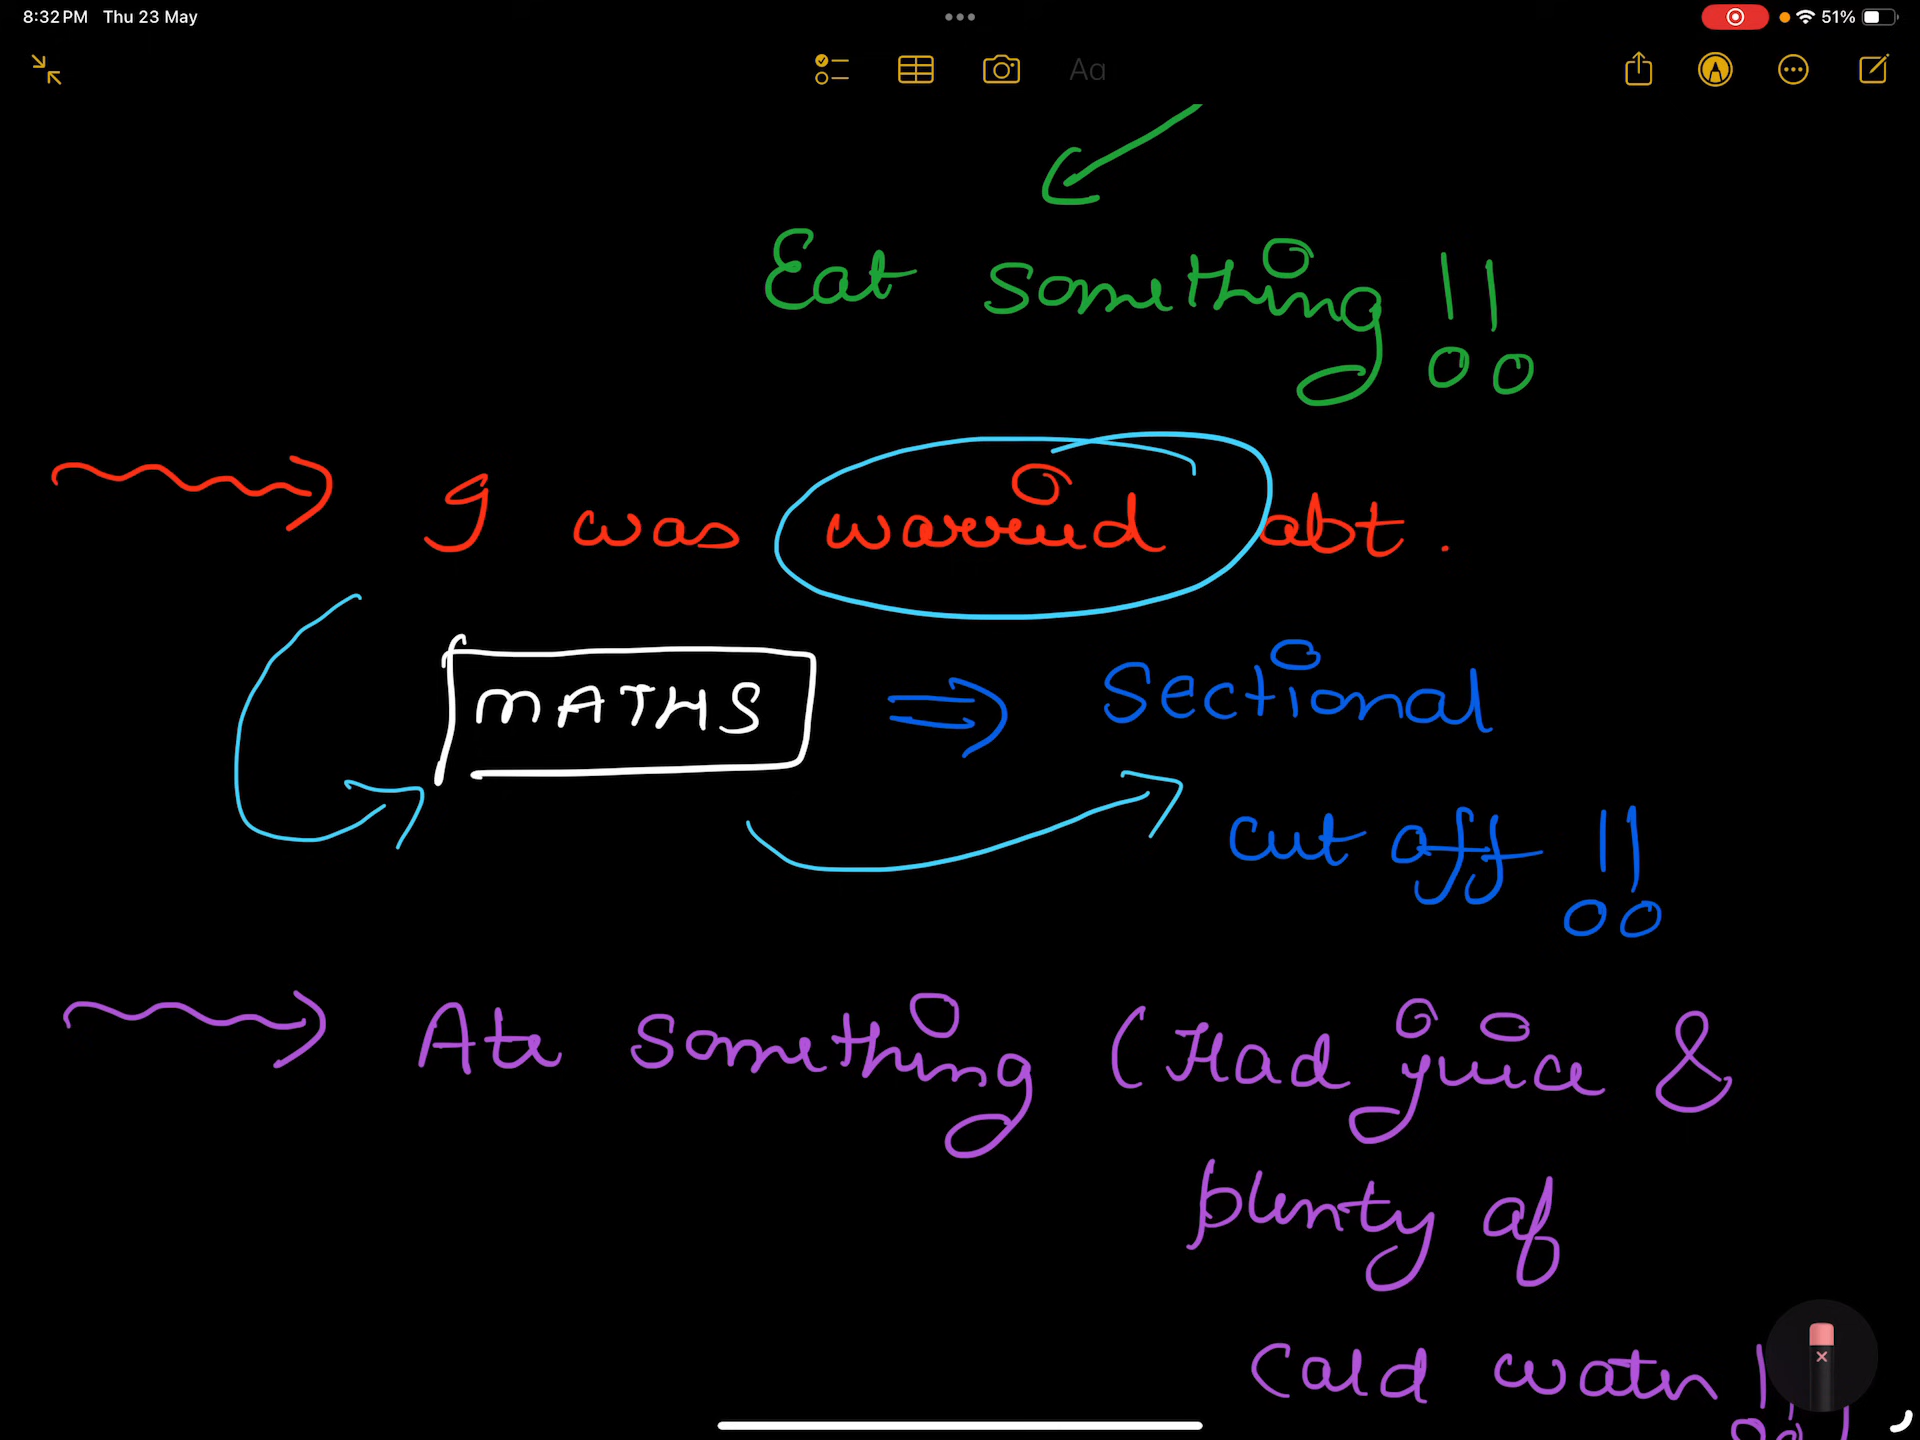 8:32 PM Thu 23 May
51%
Aa
Eat something !!
I was worried abt.
MATHS ⇒ Sectional
cut off !!
Ate something (Had juice &
plenty of
cold water !!)